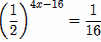 (1/2)^{4x-16} = 1/16